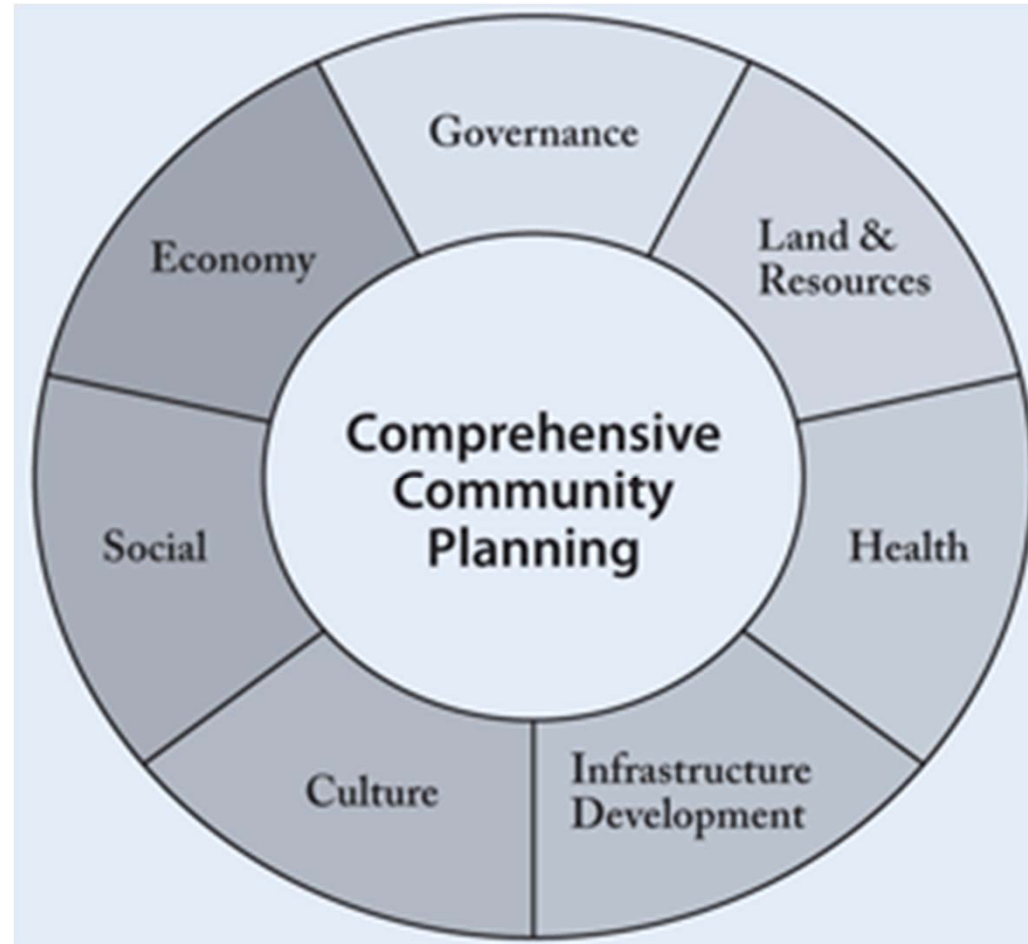 Governance
Land &
Resources
Health
Infrastructure
Development
Culture
Social
Economy
Comprehensive
Community
Planning